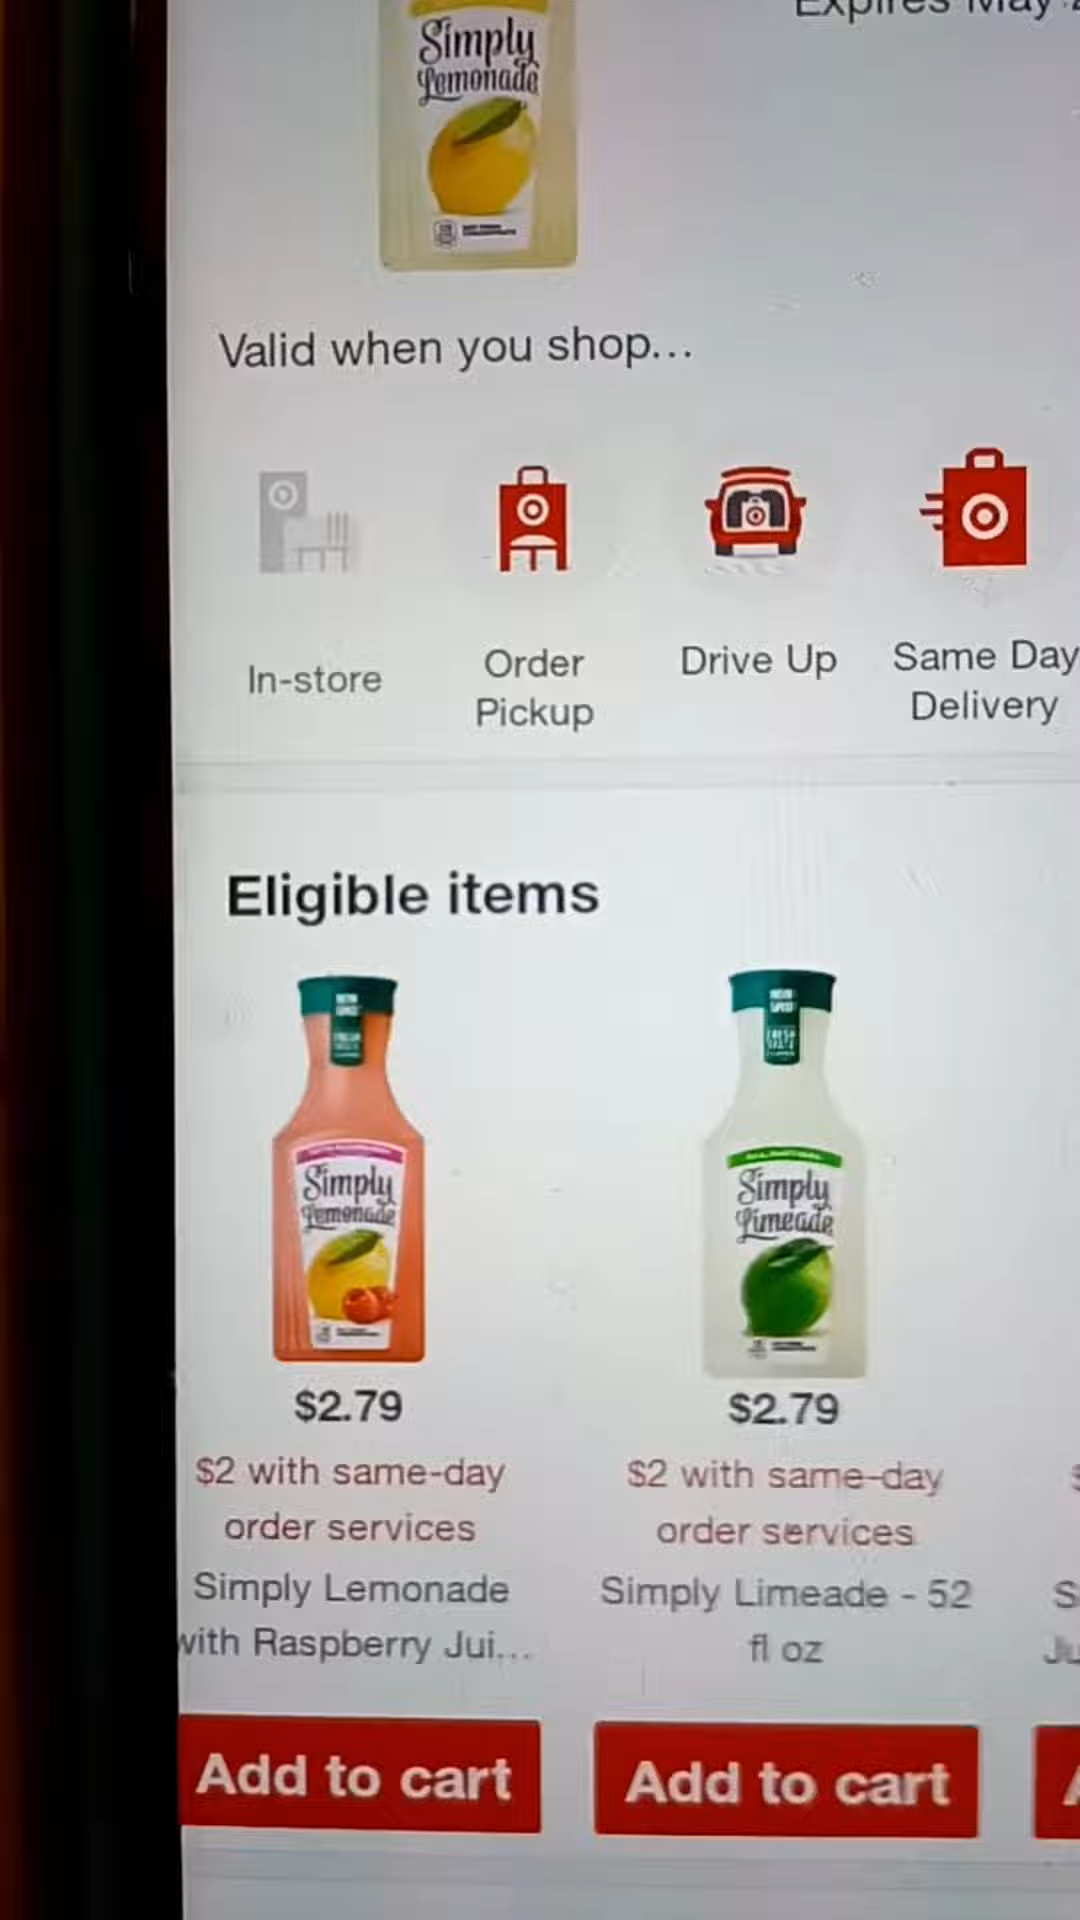 Simply
Lemonade
Expires May
Valid when you shop...
In-store
Order
Pickup
Drive Up
Same Day
Delivery
Eligible items
Simply
Lemonade
Simply
Limeade
$2.79
$2.79
$2 with same-day
order services
$2 with same-day
order services
Simply Lemonade
with Raspberry Jui...
Simply Limeade - 52
fl oz
Add to cart
Add to cart